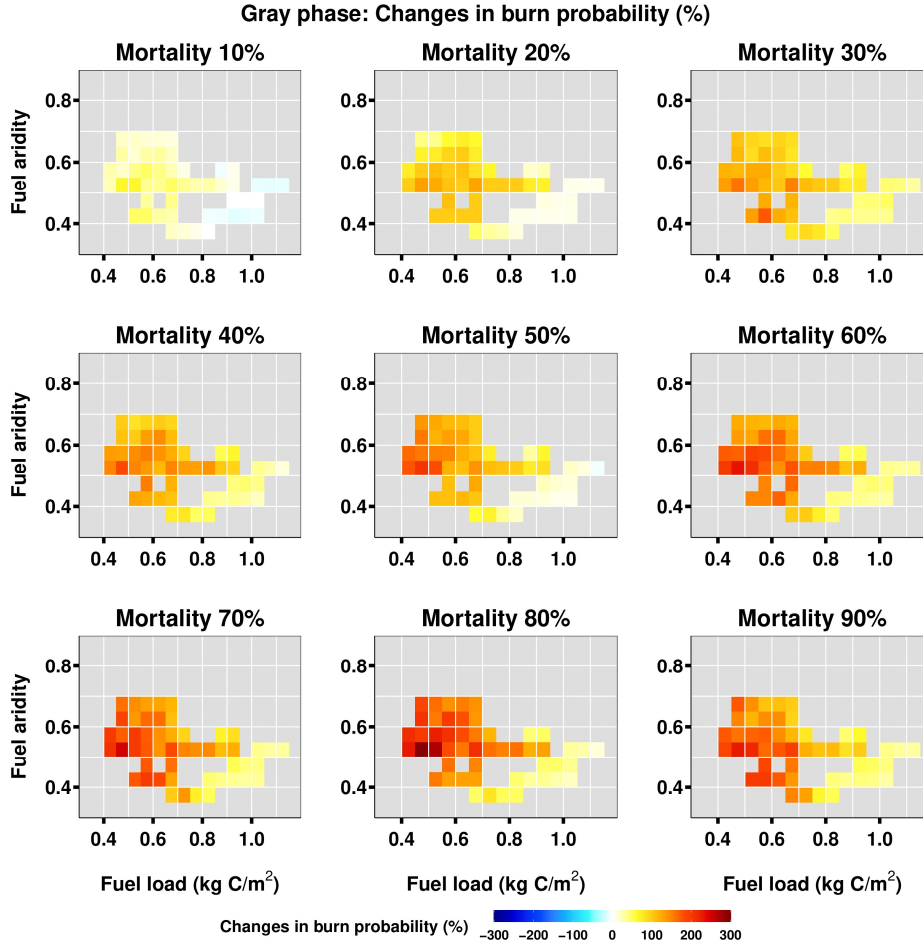 Gray phase: Changes in burn probability (%)
Mortality 10% Mortality 20% Mortality 30%
Fuel aridity
0.8 0.8 0.8
0.6 0.6 0.6
0.4 0.4 0.4
0.4 0.6 0.8 1.0 0.4 0.6 0.8 1.0 0.4 0.6 0.8 1.0
Mortality 40% Mortality 50% Mortality 60%
Fuel aridity
0.8 0.8 0.8
0.6 0.6 0.6
0.4 0.4 0.4
0.4 0.6 0.8 1.0 0.4 0.6 0.8 1.0 0.4 0.6 0.8 1.0
Mortality 70% Mortality 80% Mortality 90%
Fuel aridity
0.8 0.8 0.8
0.6 0.6 0.6
0.4 0.4 0.4
0.4 0.6 0.8 1.0 0.4 0.6 0.8 1.0 0.4 0.6 0.8 1.0
Fuel load (kg C/m²) Fuel load (kg C/m²) Fuel load (kg C/m²)
Changes in burn probability (%)
−300 −200 −100 0 100 200 300